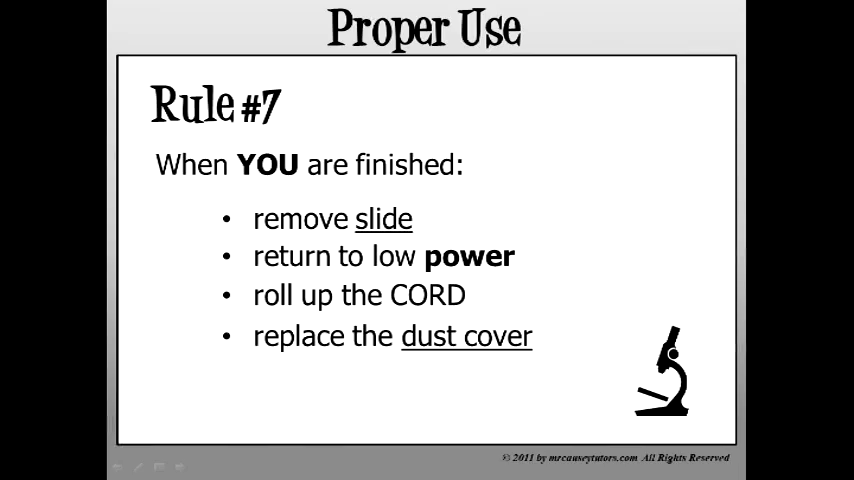 Proper Use
Rule #7
When YOU are finished:
• remove slide
• return to low power
• roll up the CORD
• replace the dust cover
© 2011 by mrcauseytutors.com All Rights Reserved